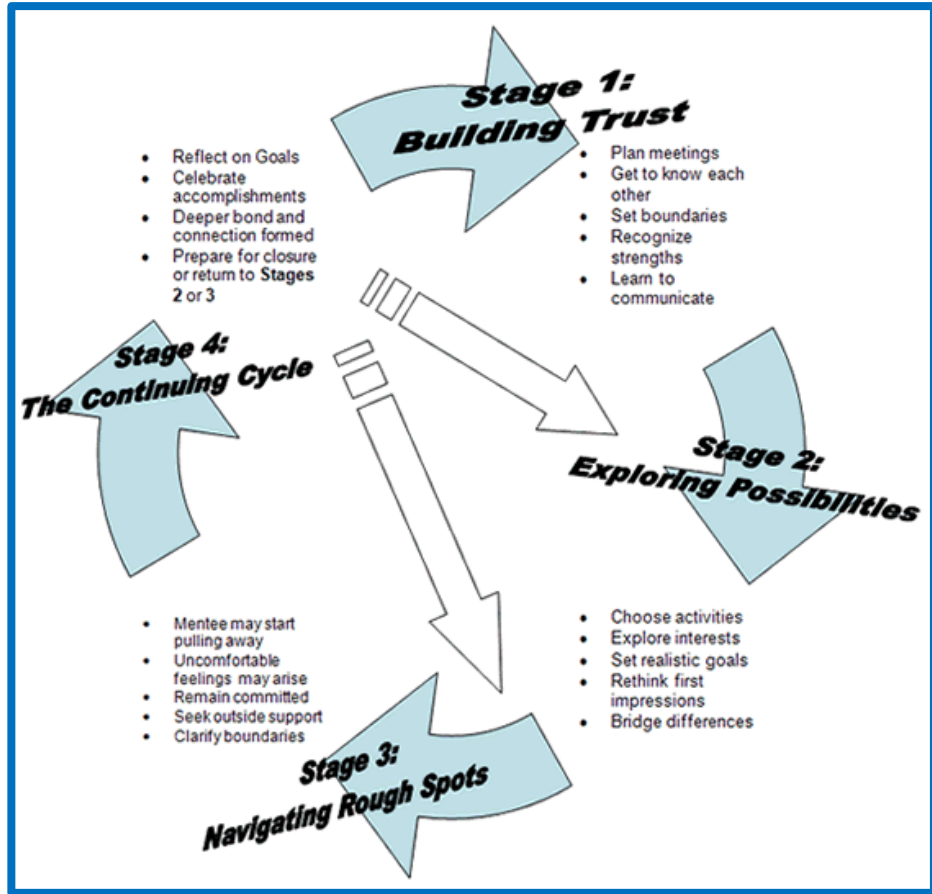 Stage 1:
Building Trust
• Plan meetings
• Get to know each
other
• Set boundaries
• Recognize
strengths
• Learn to
communicate
Stage 2:
Exploring Possibilities
• Choose activities
• Explore interests
• Set realistic goals
• Rethink first
impressions
• Bridge differences
Stage 3:
Navigating Rough Spots
• Mentee may start
pulling away
• Uncomfortable
feelings may arise
• Remain committed
• Seek outside support
• Clarify boundaries
Stage 4:
The Continuing Cycle
• Reflect on Goals
• Celebrate
accomplishments
• Deeper bond and
connection formed
• Prepare for closure
or return to Stages
2 or 3